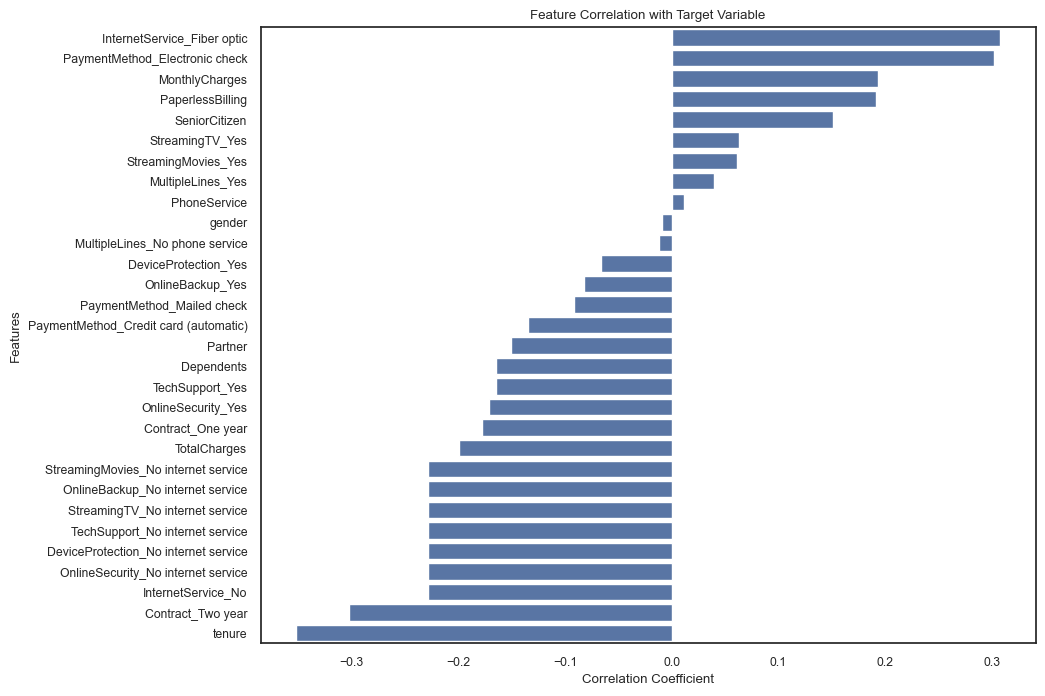 Feature Correlation with Target Variable
InternetService_Fiber optic
PaymentMethod_Electronic check
MonthlyCharges
PaperlessBilling
SeniorCitizen
StreamingTV_Yes
StreamingMovies_Yes
MultipleLines_Yes
PhoneService
gender
MultipleLines_No phone service
DeviceProtection_Yes
OnlineBackup_Yes
PaymentMethod_Mailed check
PaymentMethod_Credit card (automatic)
Partner
Dependents
TechSupport_Yes
OnlineSecurity_Yes
Contract_One year
TotalCharges
StreamingMovies_No internet service
OnlineBackup_No internet service
StreamingTV_No internet service
TechSupport_No internet service
DeviceProtection_No internet service
OnlineSecurity_No internet service
InternetService_No
Contract_Two year
tenure
Features
−0.3 −0.2 −0.1 0.0 0.1 0.2 0.3
Correlation Coefficient